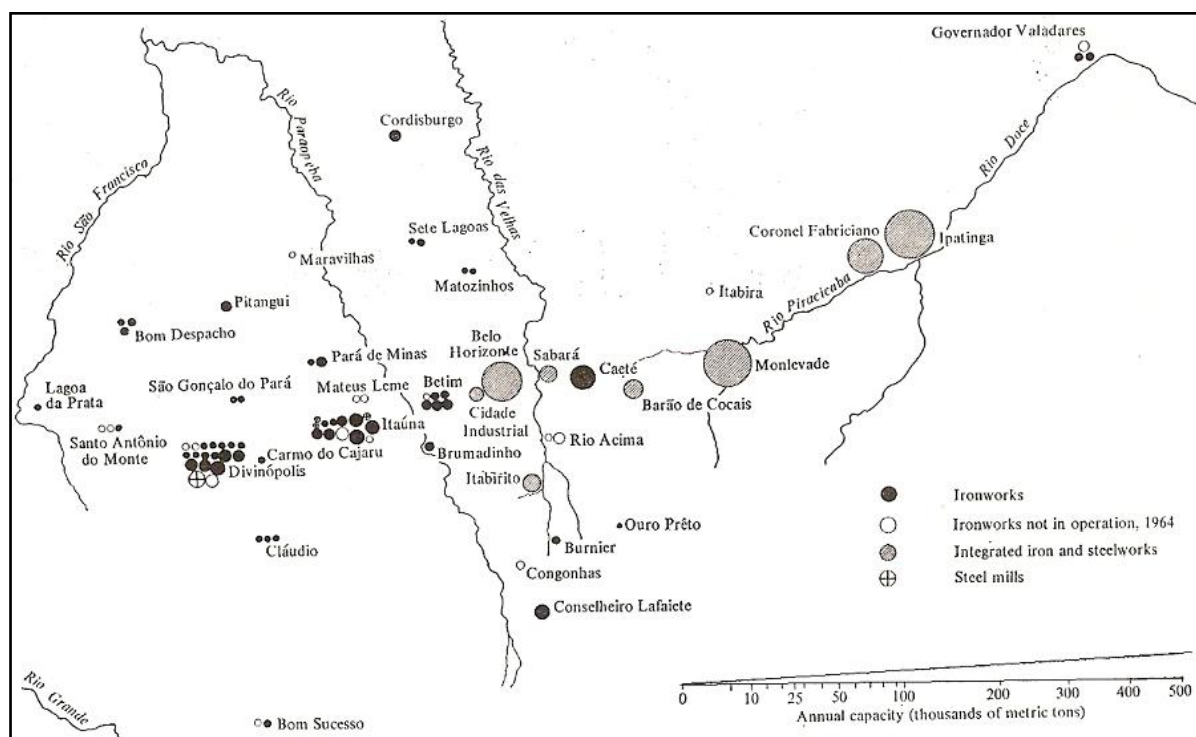 Governador Valadares
Rio Doce
Cordisburgo
Rio Paraopeba
Rio das Velhas
Rio São Francisco
Sete Lagoas
Coronel Fabriciano
Ipatinga
Maravilhas
Matozinhos
Itabira
Rio Piracicaba
Pitangui
Bom Despacho
Belo
Horizonte
Sabará
Caeté
Monlevade
Pará de Minas
Lagoa
da Prata
São Gonçalo do Pará
Mateus Leme
Betim
Cidade
Industrial
Barão de Cocais
Santo Antônio
do Monte
Itaúna
Rio Acima
Carmo do Cajaru
Brumadinho
Divinópolis
Itabirito
Ouro Prêto
Cláudio
Burnier
Congonhas
Conselheiro Lafaiete
Rio Grande
Bom Sucesso
Ironworks
Ironworks not in operation, 1964
Integrated iron and steelworks
Steel mills
0 10 25 50 100 200 300 400 500
Annual capacity (thousands of metric tons)